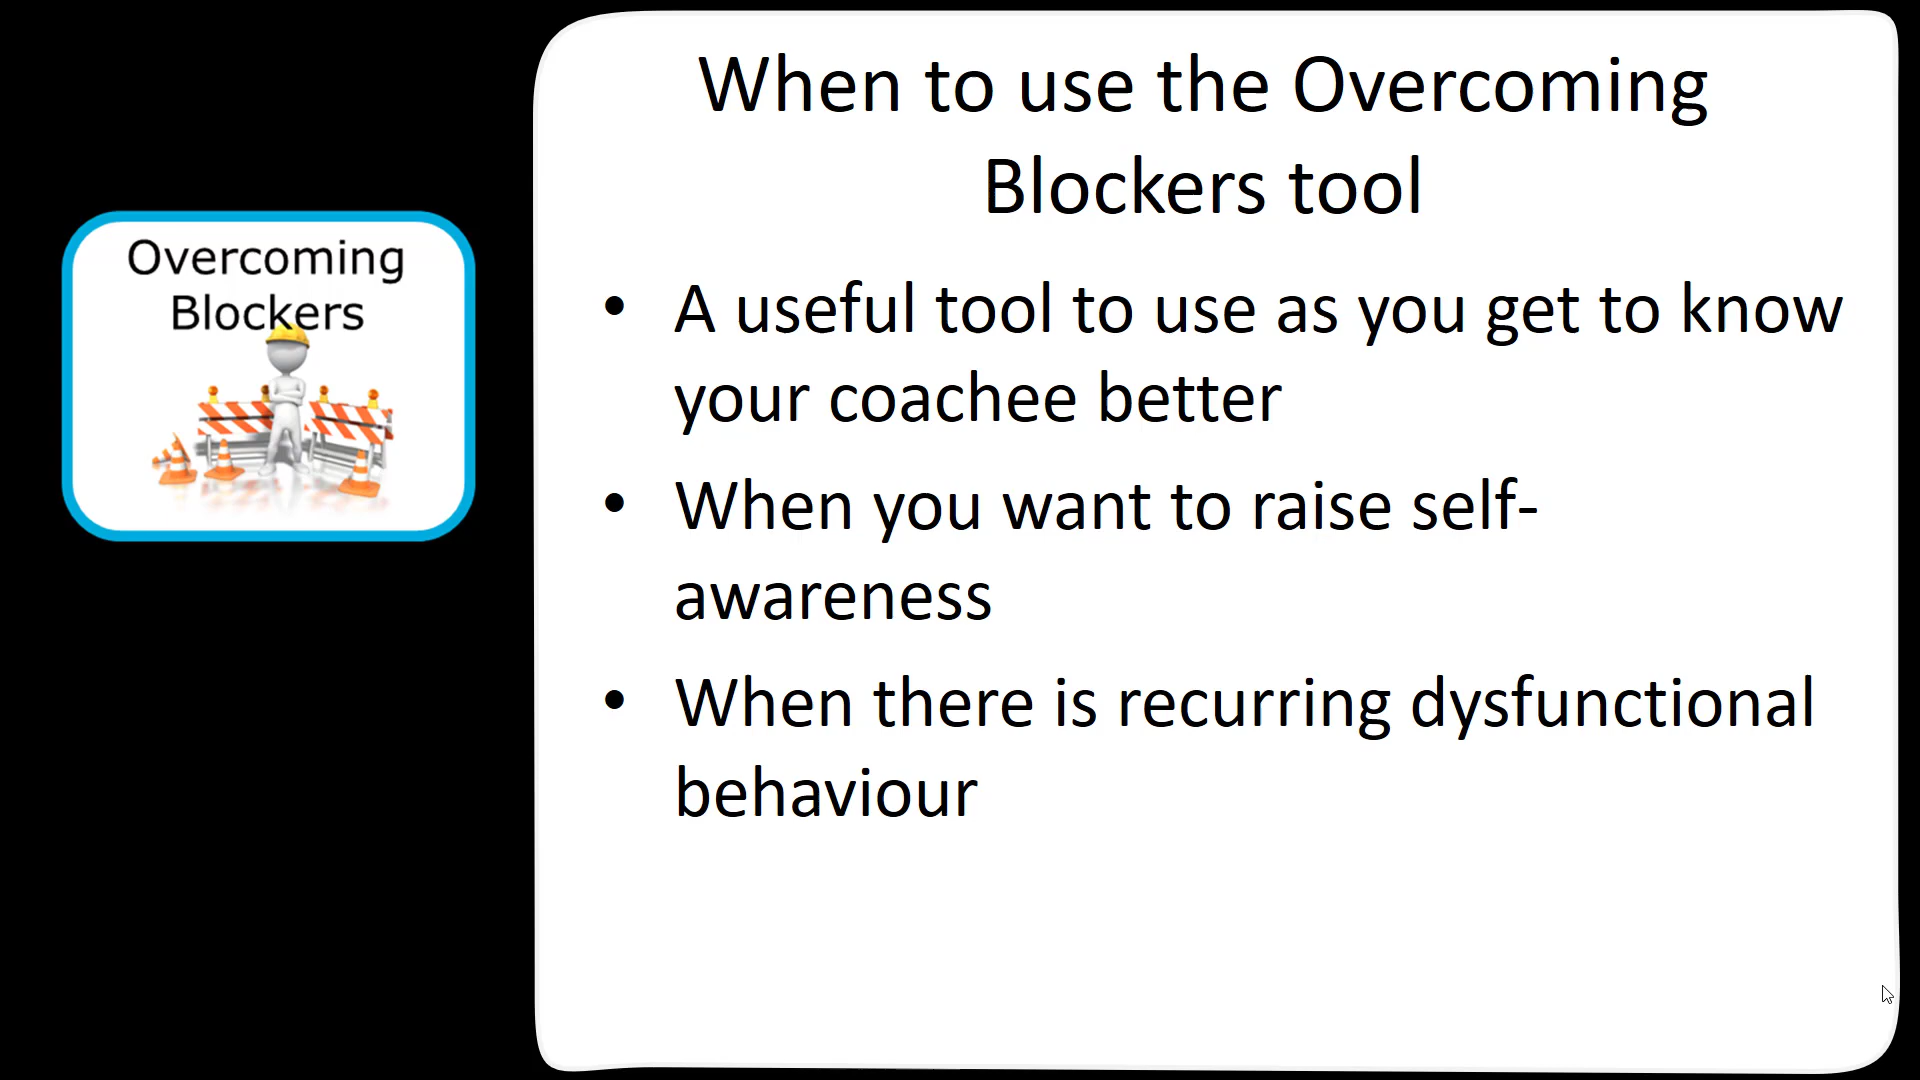 Overcoming
Blockers
When to use the Overcoming
Blockers tool
• A useful tool to use as you get to know
your coachee better
• When you want to raise self-
awareness
• When there is recurring dysfunctional
behaviour